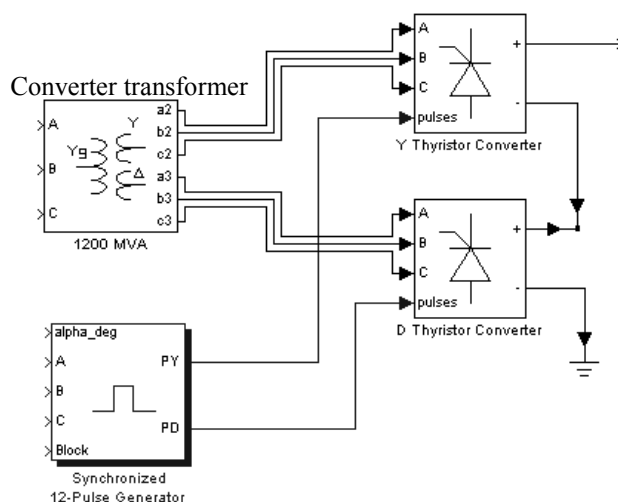 Converter transformer
A
B
C
Yg
Y
Δ
a2
b2
c2
a3
b3
c3
1200 MVA
A
B
C
pulses
+
-
Y Thyristor Converter
A
B
C
pulses
+
-
D Thyristor Converter
alpha_deg
A
B
C
Block
PY
PD
Synchronized
12-Pulse Generator